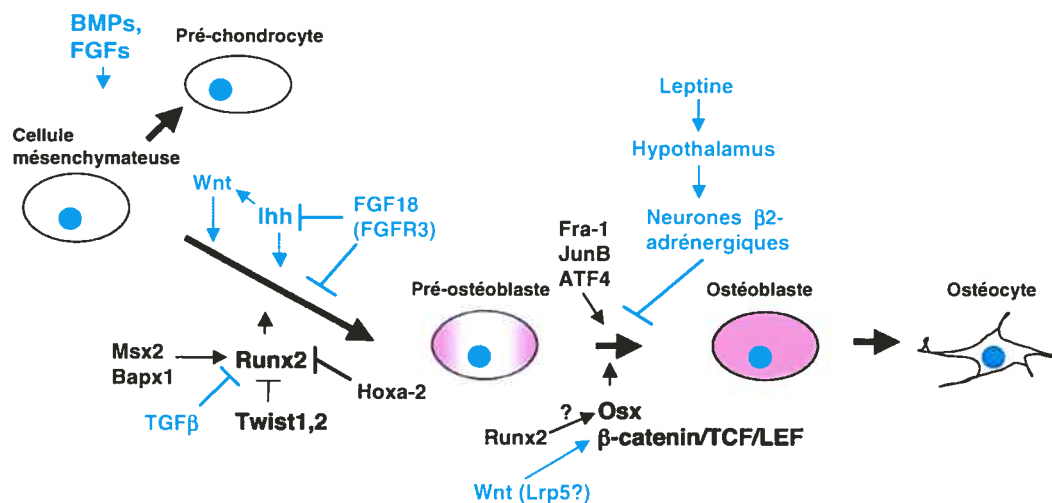 BMPs,
FGFs
Pré-chondrocyte
Cellule
mésenchymateuse
Wnt
Ihh
FGF18
(FGFR3)
Leptine
Hypothalamus
Neurones β2-
adrénergiques
Fra-1
JunB
ATF4
Pré-ostéoblaste
Ostéoblaste
Ostéocyte
Msx2
Bapx1
Runx2
Hoxa-2
TGFβ
Twist1,2
?
Osx
Runx2
β-catenin/TCF/LEF
Wnt (Lrp5?)